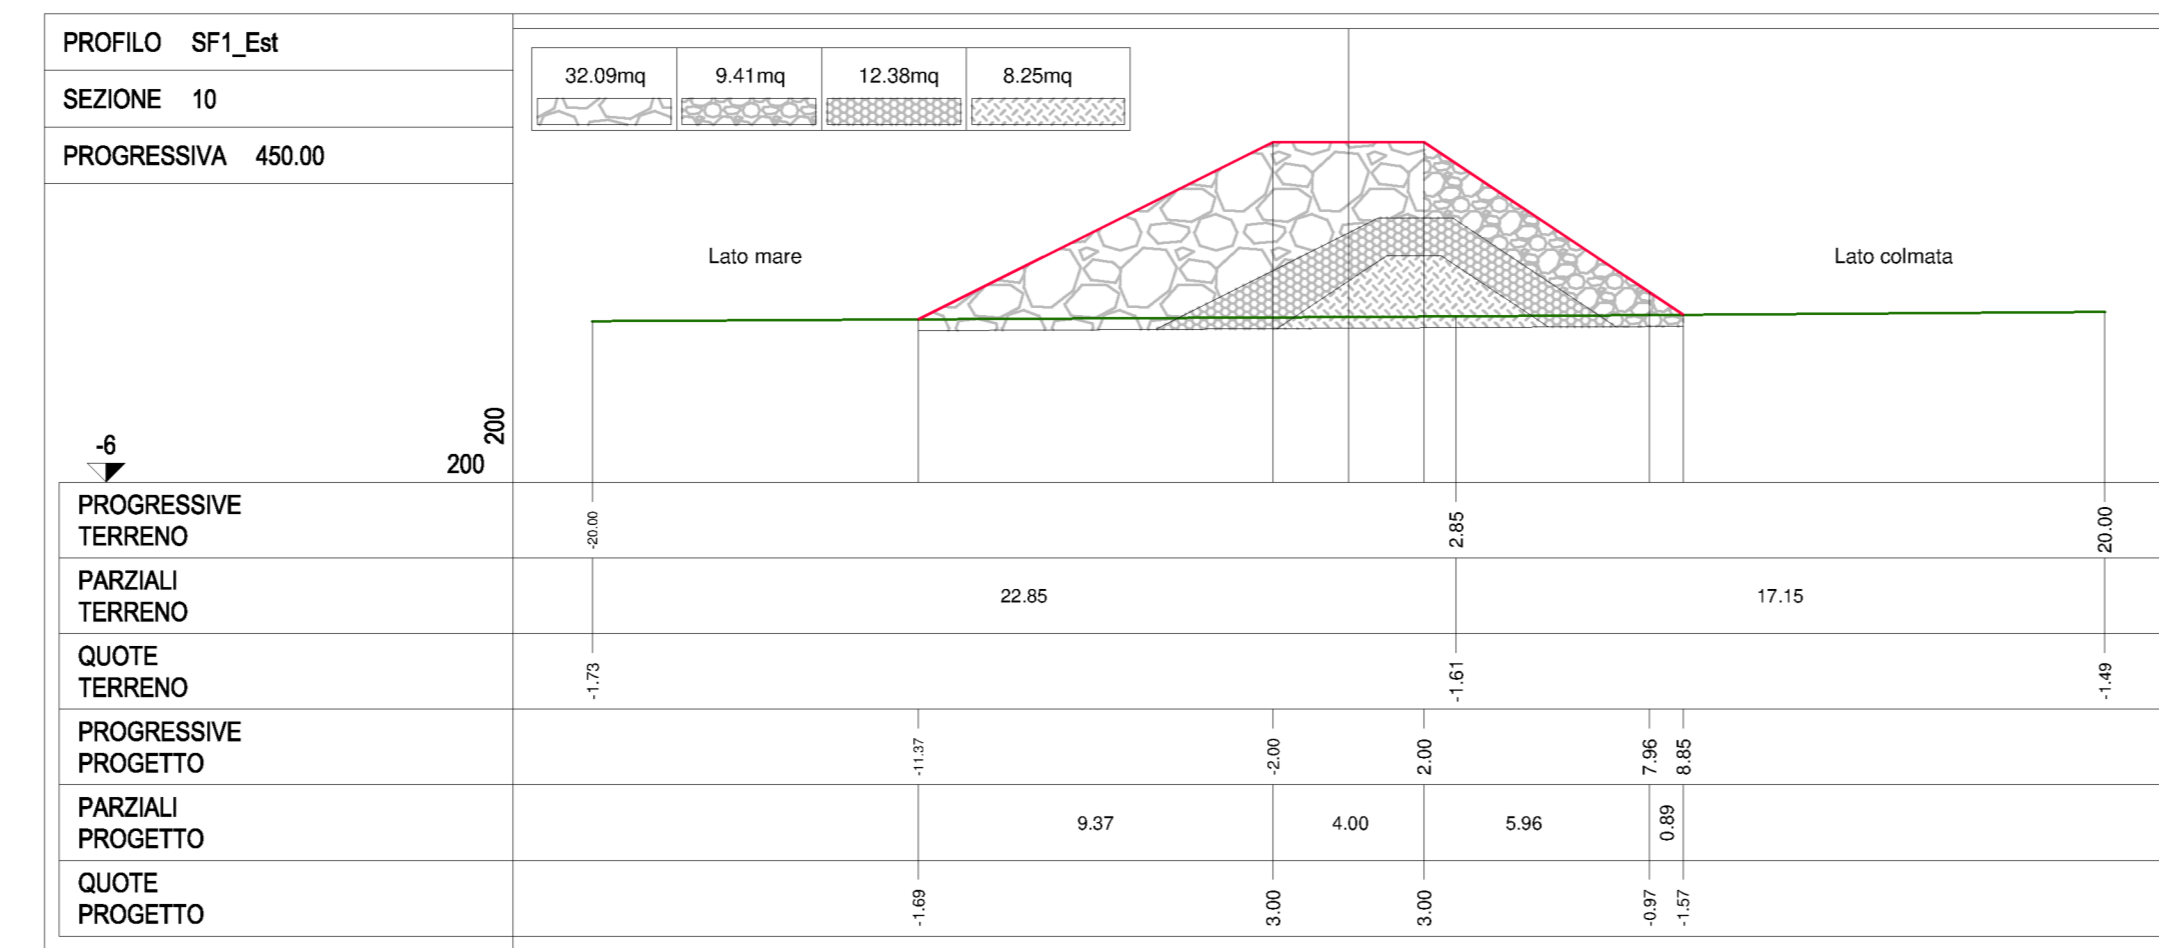 PROFILO SF1_Est
SEZIONE 10
PROGRESSIVA 450.00
32.09mq 9.41mq 12.38mq 8.25mq
Lato mare
Lato colmata
-6
200
200
PROGRESSIVE
TERRENO
-20.00 2.85 20.00
PARZIALI
TERRENO
22.85 17.15
QUOTE
TERRENO
-1.73 -1.61 -1.49
PROGRESSIVE
PROGETTO
-11.37 -2.00 2.00 7.96 8.85
PARZIALI
PROGETTO
9.37 4.00 5.96 0.89
QUOTE
PROGETTO
-1.69 3.00 3.00 -0.97 -1.57